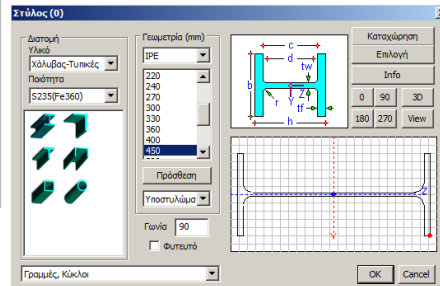 Στύλος (0)
Διατομή
Υλικό
Χάλυβας-Τυπικές
Ποιότητα
S235(Fe360)
Γεωμετρία (mm)
IPE
220
240
270
300
330
360
400
450
Πρόσθεση
Υποστυλώμα
Γωνία 90
Φυτευτό
c
d
tw
b
Z
Y
r
tf
h
Καταχώρηση
Επιλογή
Info
0 90 3D
180 270 View
Z
Y
Γραμμές, Κύκλοι
OK Cancel